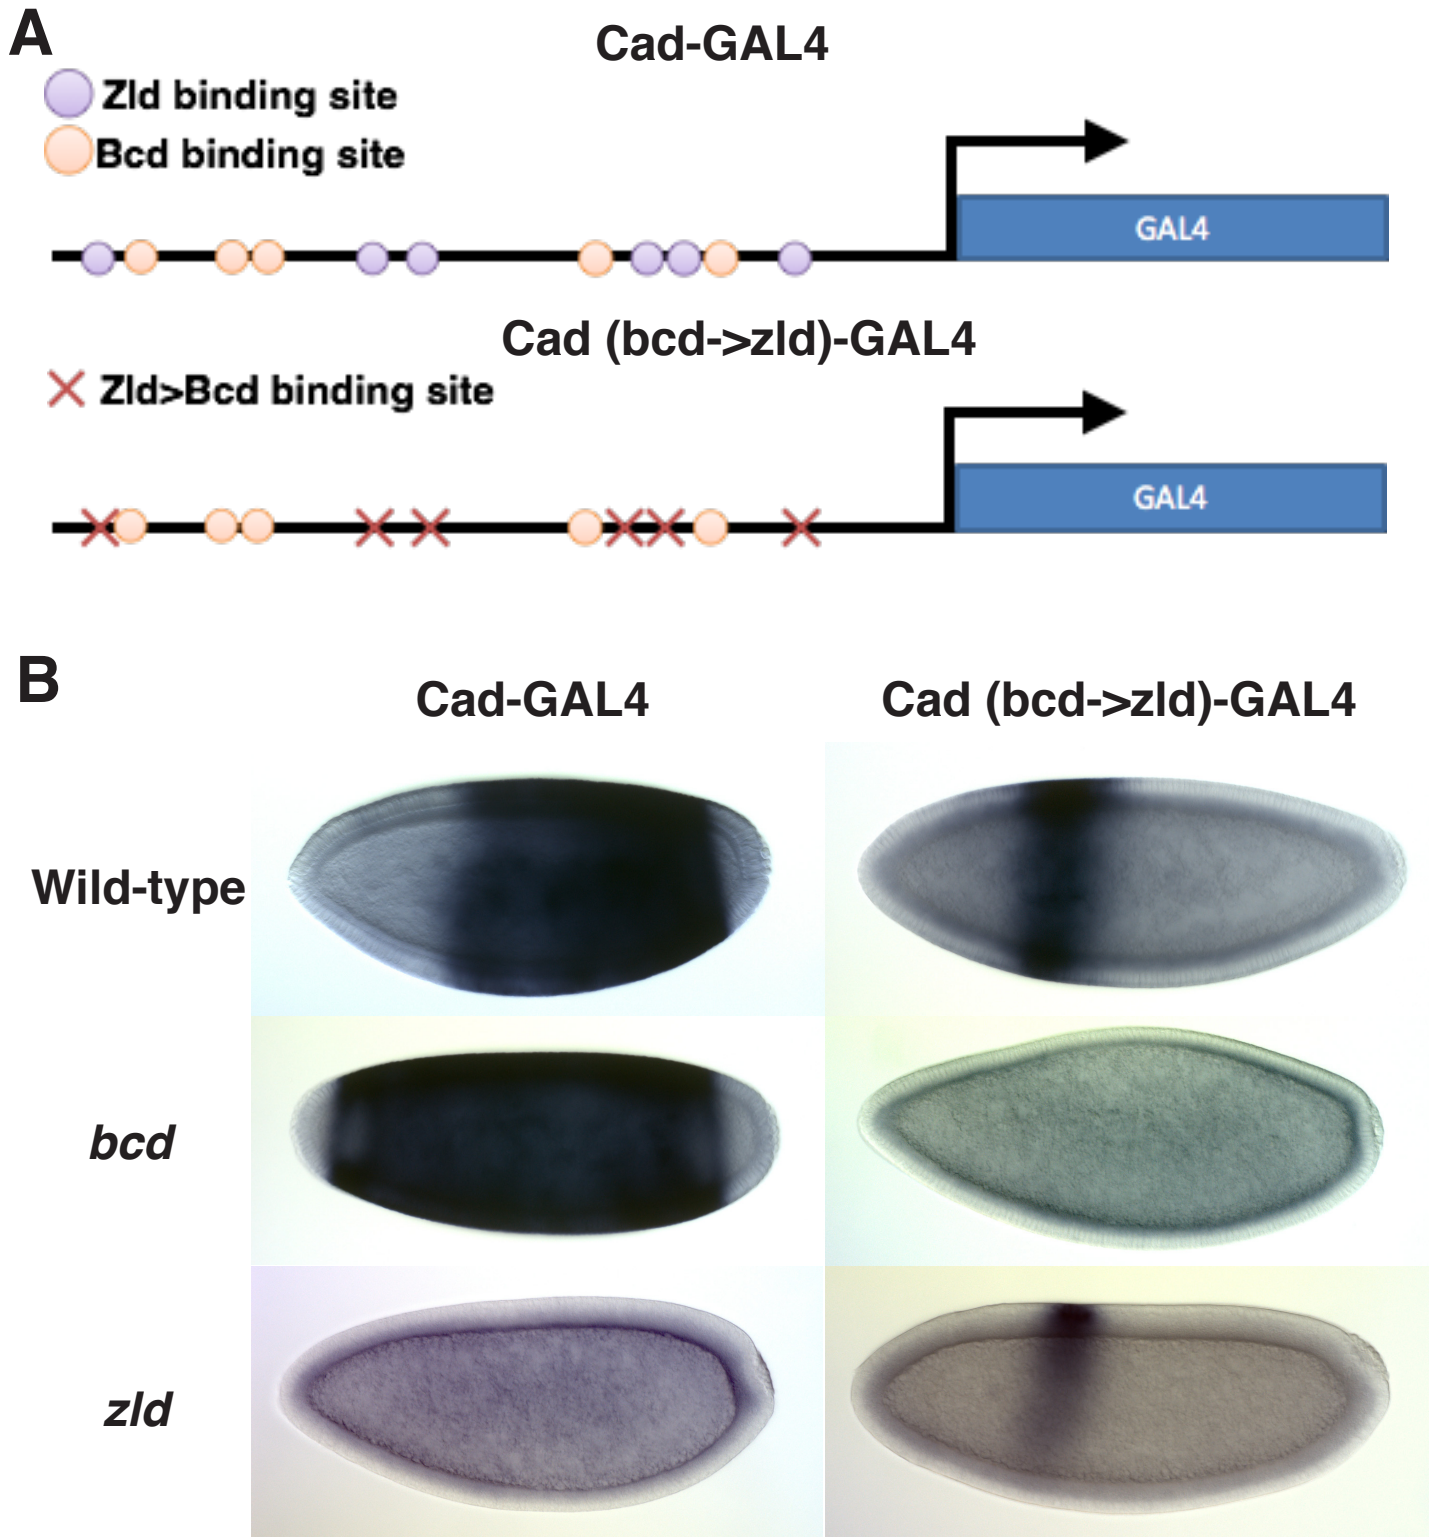 A
Cad-GAL4
Zld binding site
Bcd binding site
GAL4
Cad (bcd->zld)-GAL4
Zld>Bcd binding site
GAL4
B
Cad-GAL4
Cad (bcd->zld)-GAL4
Wild-type
bcd
zld